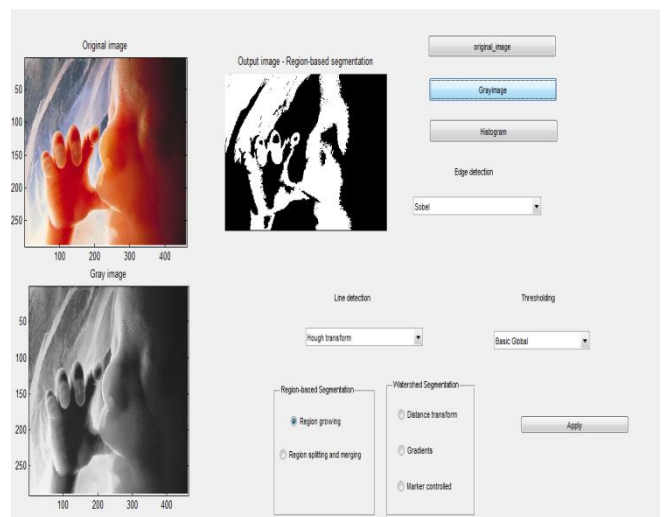 Original image
50
100
150
200
250
100 200 300 400
Gray image
50
100
150
200
250
100 200 300 400
Output image - Region-based segmentation
original_image
Grayimage
Histogram
Edge detection
Sobel
Line detection
Hough transform
Thresholding
Basic Global
Region-based Segmentation
Region growing
Region splitting and merging
Watershed Segmentation
Distance transform
Gradients
Marker controlled
Apply